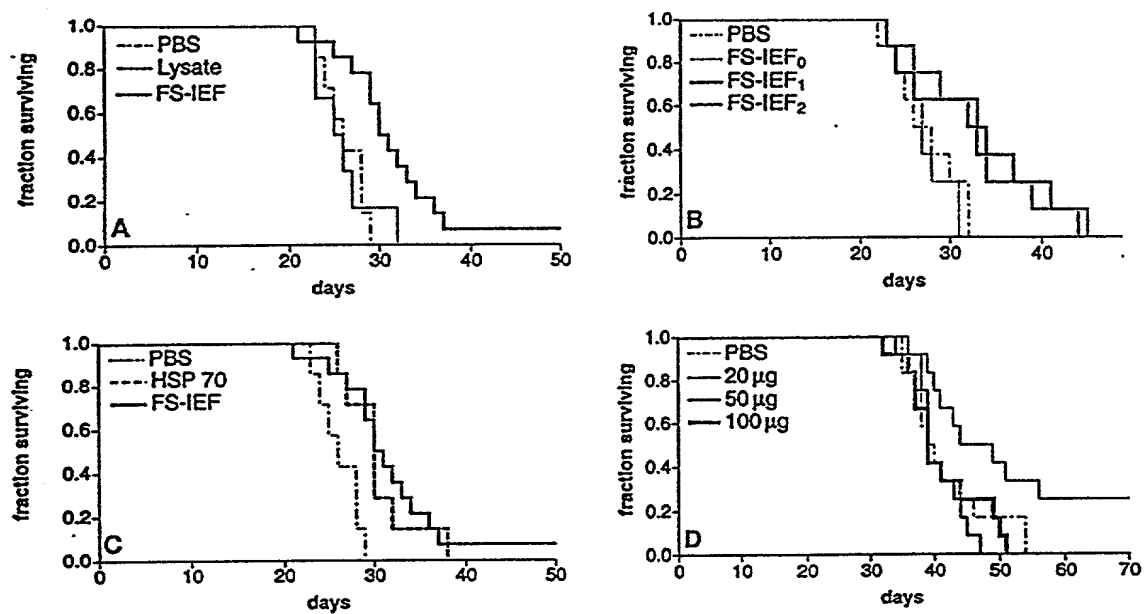 fraction surviving
1.0
0.8
0.6
0.4
0.2
0.0
PBS
Lysate
FS-IEF
A
0 10 20 30 40 50
days
fraction surviving
1.0
0.8
0.6
0.4
0.2
0.0
PBS
FS-IEF₀
FS-IEF₁
FS-IEF₂
B
0 10 20 30 40
days
fraction surviving
1.0
0.8
0.6
0.4
0.2
0.0
PBS
HSP 70
FS-IEF
C
0 10 20 30 40 50
days
fraction surviving
1.0
0.8
0.6
0.4
0.2
0.0
PBS
20 µg
50 µg
100 µg
D
0 10 20 30 40 50 60 70
days